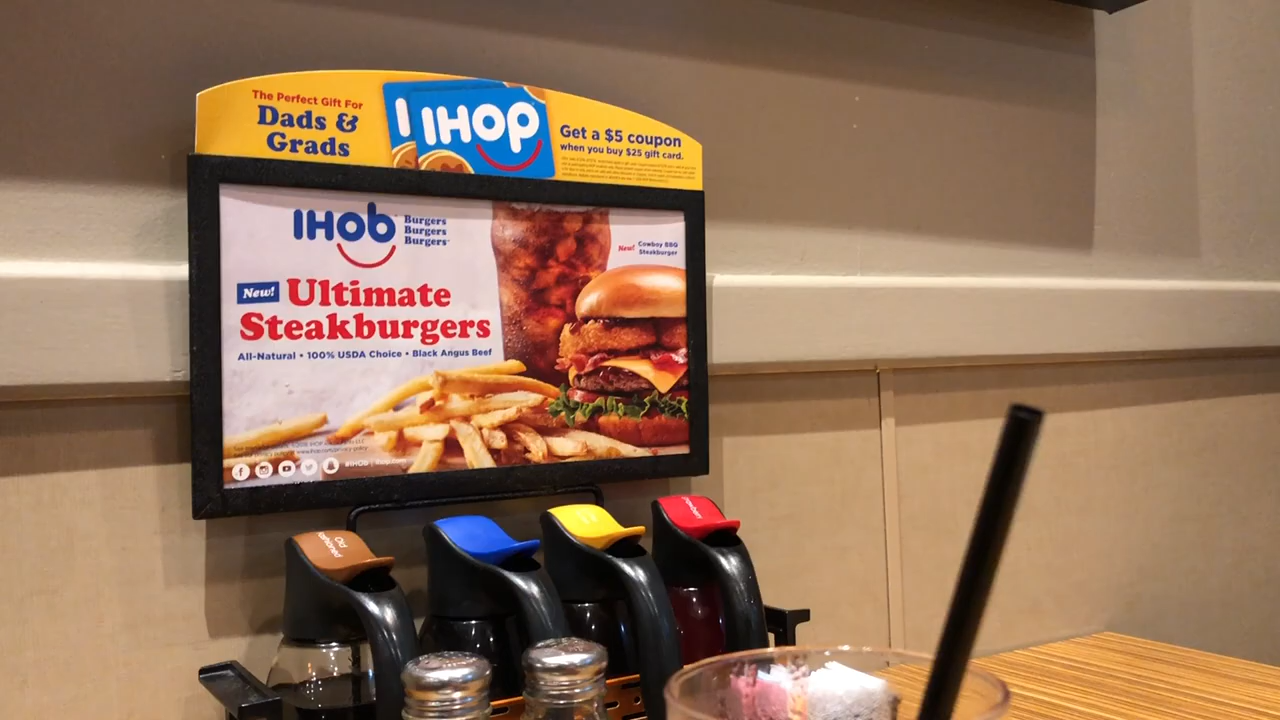 The Perfect Gift For
Dads &
Grads
I
IHOP
Get a $5 coupon
when you buy $25 gift card.
IHOb
Burgers
Burgers
Burgers
New! Cowboy BBQ
Steakburger
New! Ultimate
Steakburgers
All-Natural • 100% USDA Choice • Black Angus Beef
#IHOb
Old